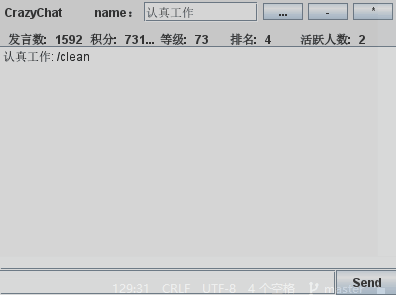 CrazyChat name： 认真工作 ... - *
发言数: 1592 积分: 731... 等级: 73 排名: 4 活跃人数: 2
认真工作: /clean
129:31 CRLF UTF-8 4 个空格 master Send